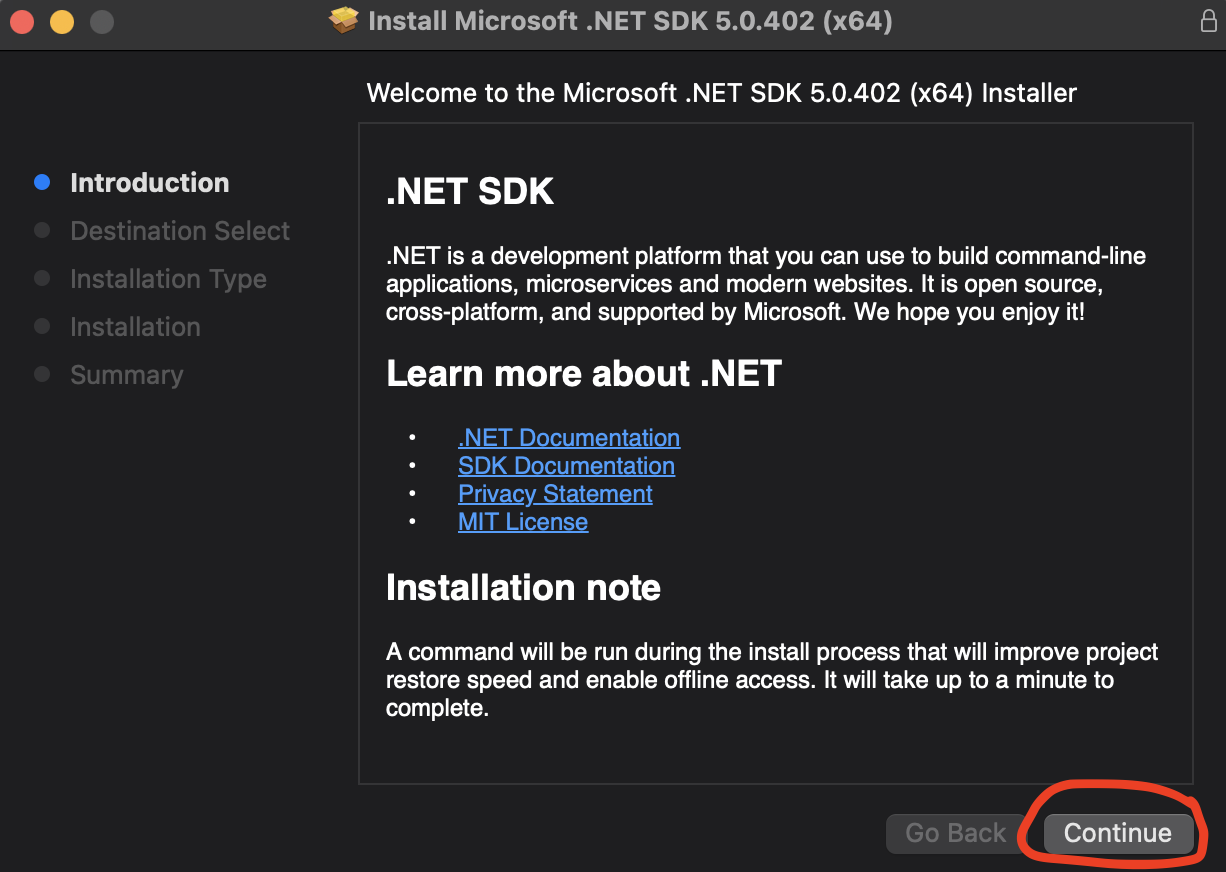 Install Microsoft .NET SDK 5.0.402 (x64)
Welcome to the Microsoft .NET SDK 5.0.402 (x64) Installer
Introduction
Destination Select
Installation Type
Installation
Summary
.NET SDK
.NET is a development platform that you can use to build command-line
applications, microservices and modern websites. It is open source,
cross-platform, and supported by Microsoft. We hope you enjoy it!
Learn more about .NET
• .NET Documentation
• SDK Documentation
• Privacy Statement
• MIT License
Installation note
A command will be run during the install process that will improve project
restore speed and enable offline access. It will take up to a minute to
complete.
Go Back
Continue